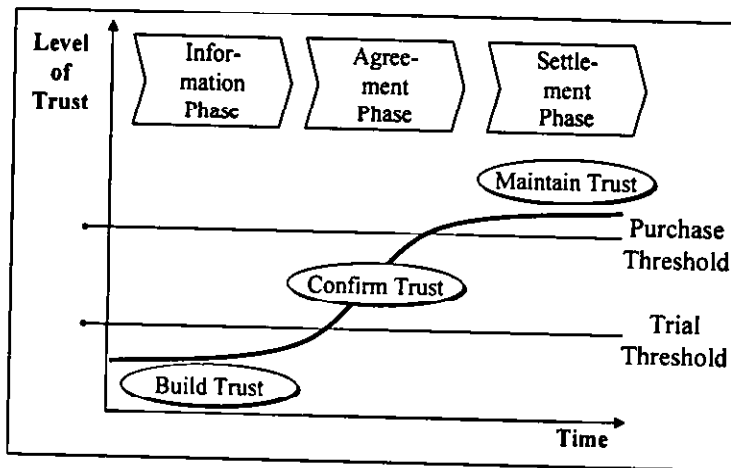 Level
of
Trust
Infor-
mation
Phase
Agree-
ment
Phase
Settle-
ment
Phase
Maintain Trust
Purchase
Threshold
Confirm Trust
Trial
Threshold
Build Trust
Time